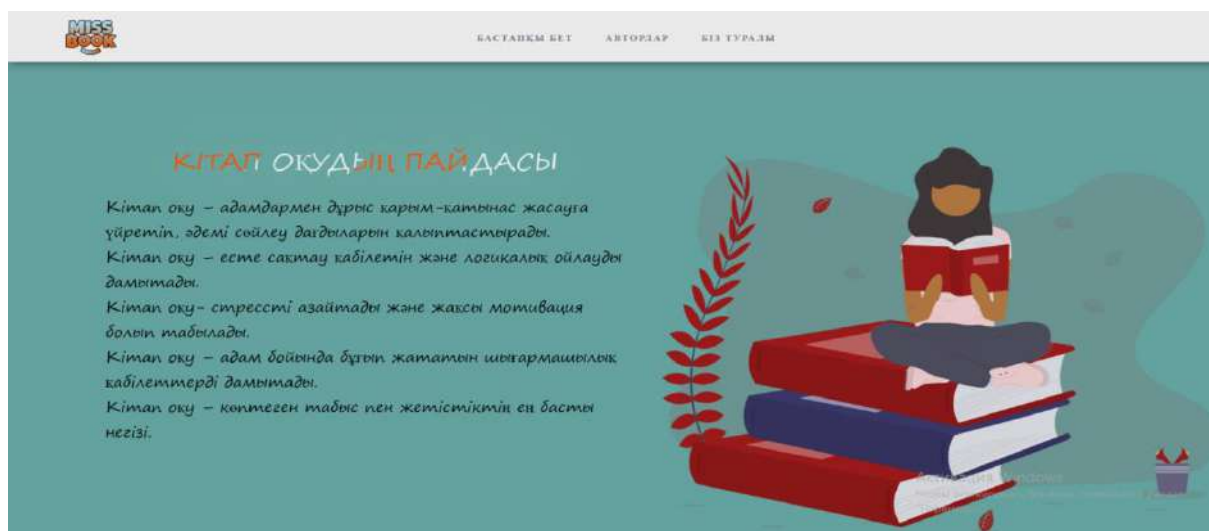 MISS
BOOK
БАСТАПҚЫ БЕТ АВТОРЛАР БІЗ ТУРАЛЫ
КІТАП ОҚУДЫҢ ПАЙДАСЫ
Кітап оқу – адамдармен дұрыс қарым-қатынас жасауға
үйретіп, әдемі сөйлеу дағдыларын қалыптастырады.
Кітап оқу – есте сақтау қабілетін және логикалық ойлауды
дамытады.
Кітап оқу– стрессті азайтады және жақсы мотивация
болып табылады.
Кітап оқу – адам бойында бұғып жататын шығармашылық
қабілеттерді дамытады.
Кітап оқу – көптеген табыс пен жетістіктің ең басты
негізі.
Активация Windows